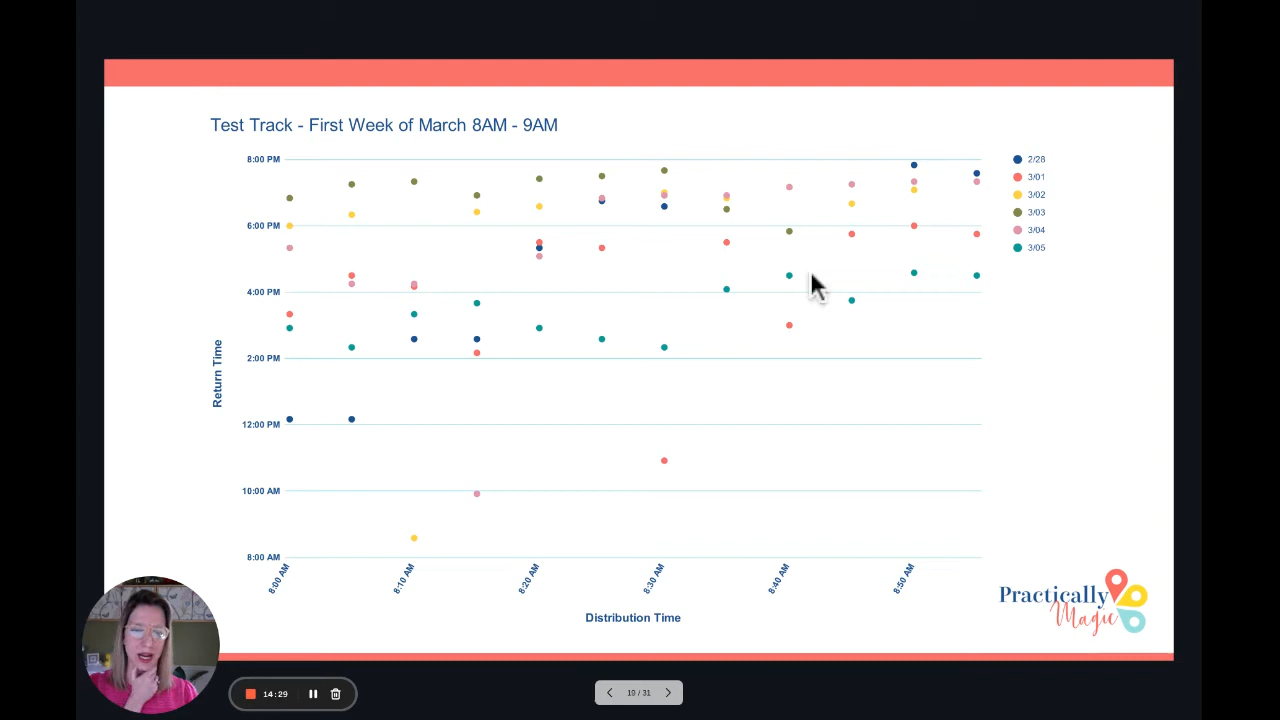 Test Track - First Week of March 8AM - 9AM
8:00 PM
6:00 PM
4:00 PM
2:00 PM
12:00 PM
10:00 AM
8:00 AM
Return Time
8:00 AM
8:10 AM
8:20 AM
8:30 AM
8:40 AM
8:50 AM
Distribution Time
2/28
3/01
3/02
3/03
3/04
3/05
Practically
Magic
14:29
19 / 31